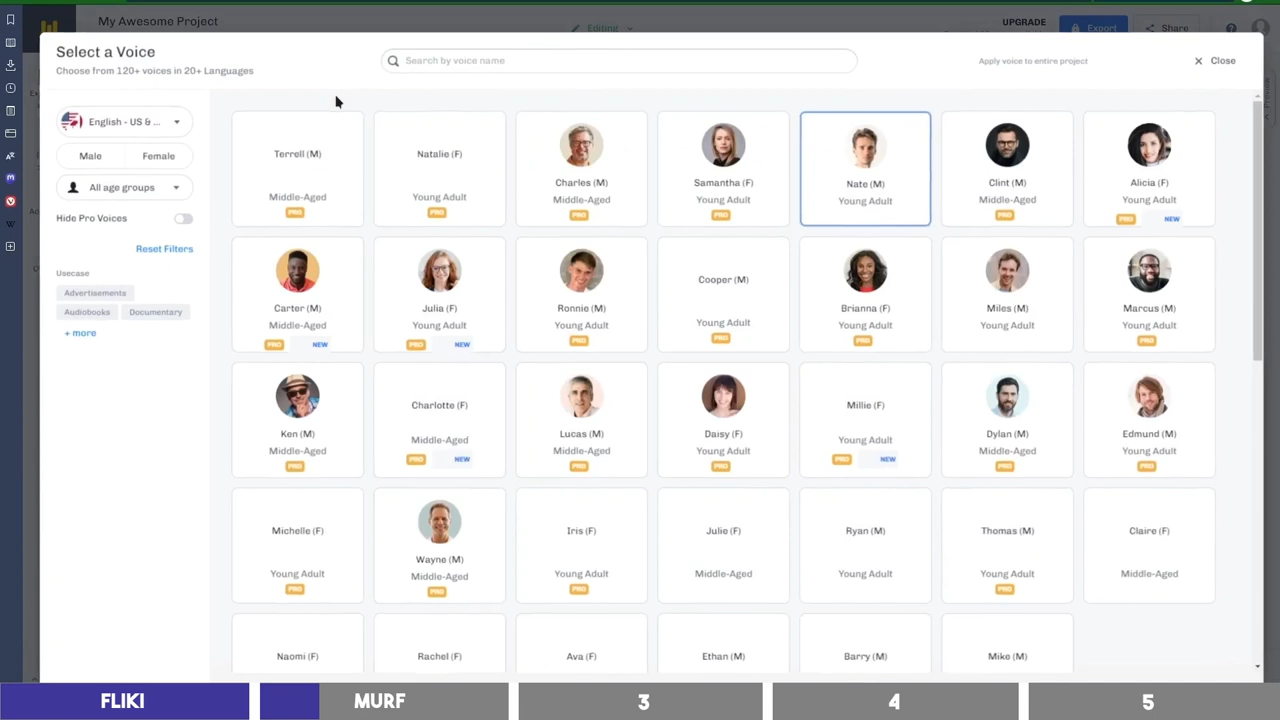 My Awesome Project
Editing
UPGRADE
Export
Share
Select a Voice
Choose from 120+ voices in 20+ Languages
Search by voice name
Apply voice to entire project
Close
English - US & ...
Male
Female
All age groups
Hide Pro Voices
Reset Filters
Usecase
Advertisements
Audiobooks
Documentary
+ more
Terrell (M)
Middle-Aged
PRO
Natalie (F)
Young Adult
PRO
Charles (M)
Middle-Aged
PRO
Samantha (F)
Young Adult
PRO
Nate (M)
Young Adult
Clint (M)
Middle-Aged
PRO
Alicia (F)
Young Adult
PRO NEW
Carter (M)
Middle-Aged
PRO NEW
Julia (F)
Young Adult
PRO NEW
Ronnie (M)
Young Adult
PRO
Cooper (M)
Young Adult
PRO
Brianna (F)
Young Adult
PRO
Miles (M)
Young Adult
Marcus (M)
Young Adult
PRO
Ken (M)
Middle-Aged
PRO
Charlotte (F)
Middle-Aged
PRO NEW
Lucas (M)
Middle-Aged
PRO
Daisy (F)
Young Adult
PRO
Millie (F)
Young Adult
PRO NEW
Dylan (M)
Middle-Aged
PRO
Edmund (M)
Young Adult
PRO
Michelle (F)
Young Adult
PRO
Wayne (M)
Middle-Aged
PRO
Iris (F)
Young Adult
PRO
Julie (F)
Middle-Aged
Ryan (M)
Young Adult
Thomas (M)
Young Adult
PRO
Claire (F)
Middle-Aged
Naomi (F)
Rachel (F)
Ava (F)
Ethan (M)
Barry (M)
Mike (M)
FLIKI
MURF
3
4
5